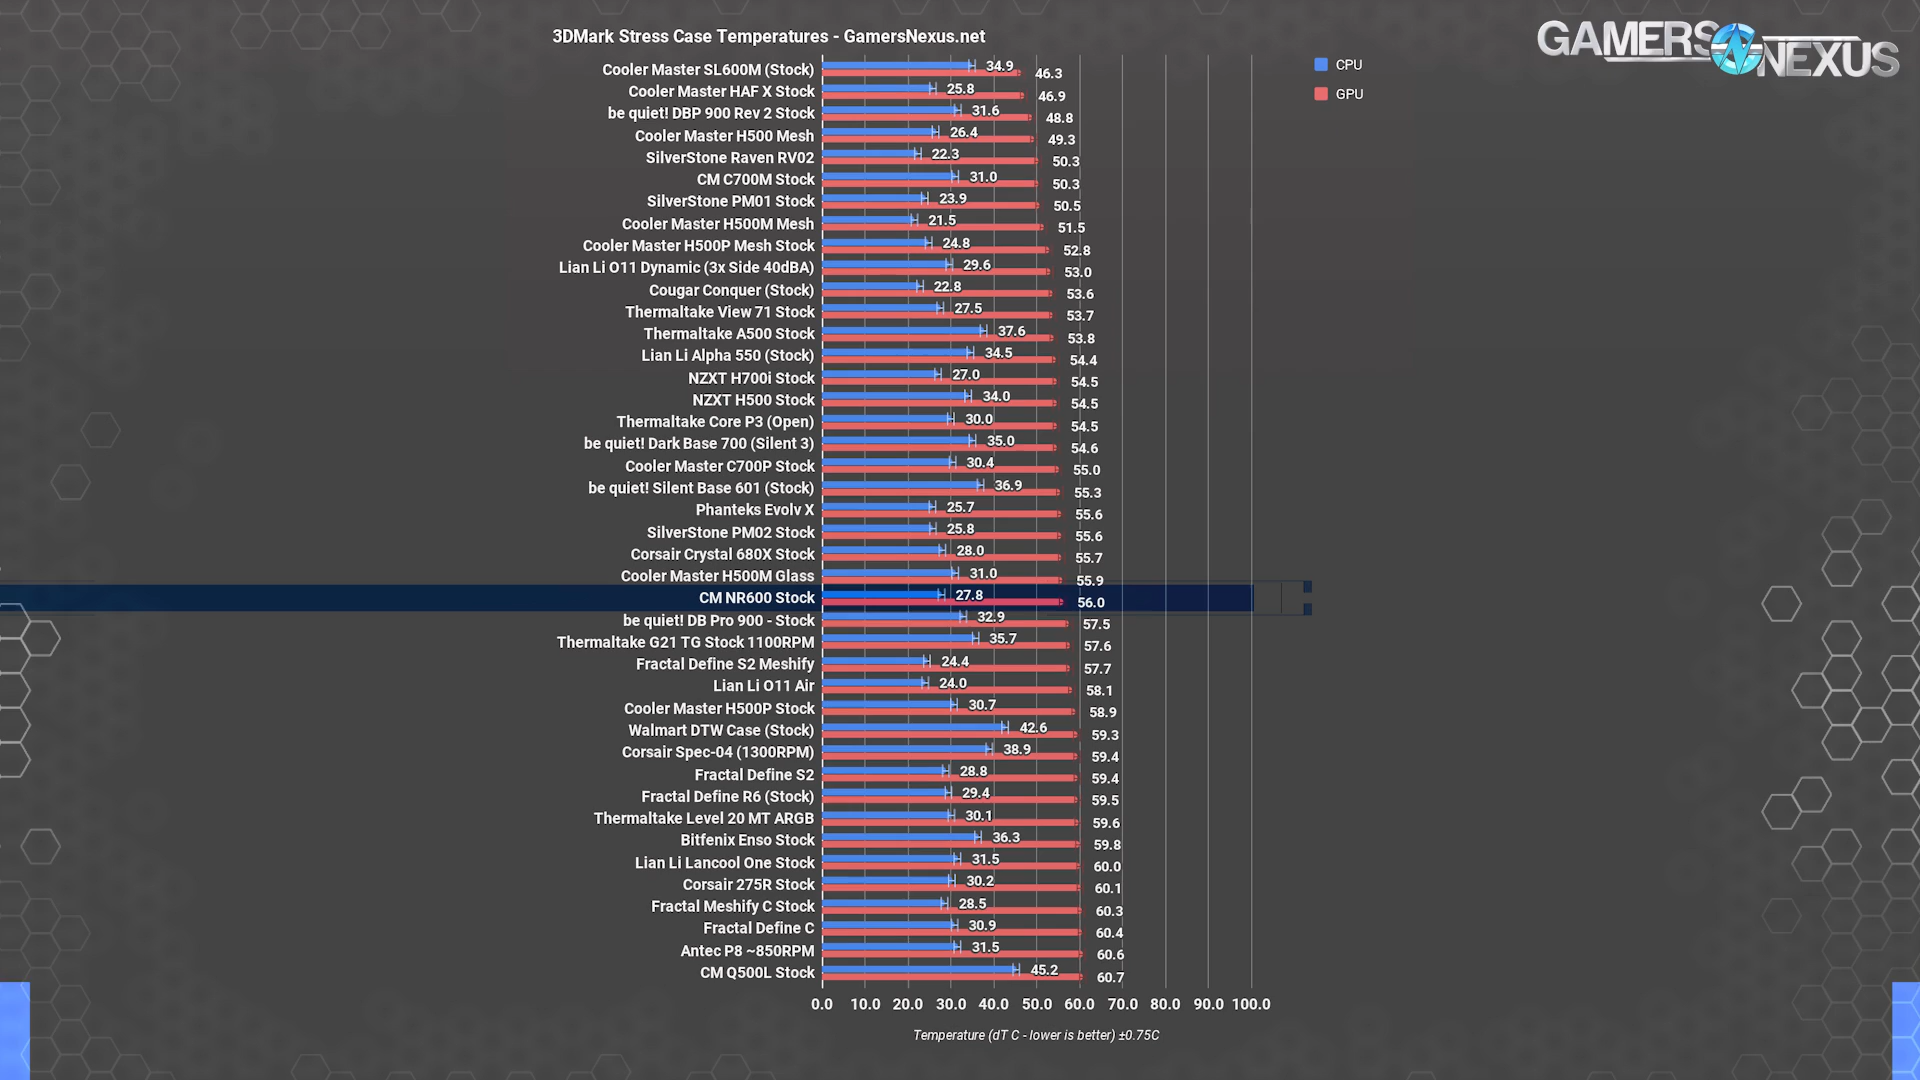 3DMark Stress Case Temperatures - GamersNexus.net
GAMERS NEXUS
CPU
GPU
Cooler Master SL600M (Stock) 34.9 46.3
Cooler Master HAF X Stock 25.8 46.9
be quiet! DBP 900 Rev 2 Stock 31.6 48.8
Cooler Master H500 Mesh 26.4 49.3
SilverStone Raven RV02 22.3 50.3
CM C700M Stock 31.0 50.3
SilverStone PM01 Stock 23.9 50.5
Cooler Master H500M Mesh 21.5 51.5
Cooler Master H500P Mesh Stock 24.8 52.8
Lian Li O11 Dynamic (3x Side 40dBA) 29.6 53.0
Cougar Conquer (Stock) 22.8 53.6
Thermaltake View 71 Stock 27.5 53.7
Thermaltake A500 Stock 37.6 53.8
Lian Li Alpha 550 (Stock) 34.5 54.4
NZXT H700i Stock 27.0 54.5
NZXT H500 Stock 34.0 54.5
Thermaltake Core P3 (Open) 30.0 54.5
be quiet! Dark Base 700 (Silent 3) 35.0 54.6
Cooler Master C700P Stock 30.4 55.0
be quiet! Silent Base 601 (Stock) 36.9 55.3
Phanteks Evolv X 25.7 55.6
SilverStone PM02 Stock 25.8 55.6
Corsair Crystal 680X Stock 28.0 55.7
Cooler Master H500M Glass 31.0 55.9
CM NR600 Stock 27.8 56.0
be quiet! DB Pro 900 - Stock 32.9 57.5
Thermaltake G21 TG Stock 1100RPM 35.7 57.6
Fractal Define S2 Meshify 24.4 57.7
Lian Li O11 Air 24.0 58.1
Cooler Master H500P Stock 30.7 58.9
Walmart DTW Case (Stock) 42.6 59.3
Corsair Spec-04 (1300RPM) 38.9 59.4
Fractal Define S2 28.8 59.4
Fractal Define R6 (Stock) 29.4 59.5
Thermaltake Level 20 MT ARGB 30.1 59.6
Bitfenix Enso Stock 36.3 59.8
Lian Li Lancool One Stock 31.5 60.0
Corsair 275R Stock 30.2 60.1
Fractal Meshify C Stock 28.5 60.3
Fractal Define C 30.9 60.4
Antec P8 ~850RPM 31.5 60.6
CM Q500L Stock 45.2 60.7
0.0 10.0 20.0 30.0 40.0 50.0 60.0 70.0 80.0 90.0 100.0
Temperature (dT C - lower is better) ±0.75C